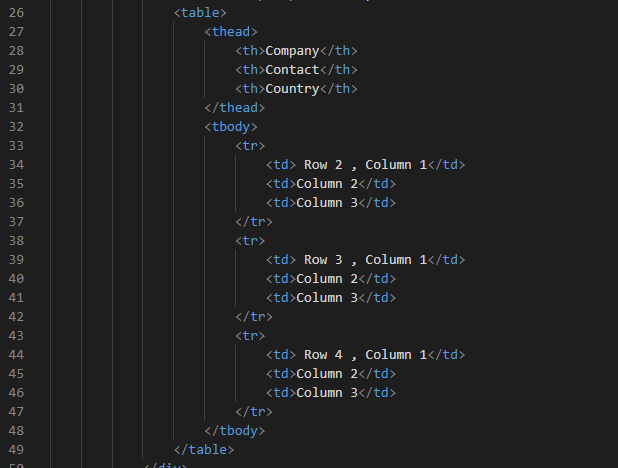 26 <table>
27 <thead>
28 <th>Company</th>
29 <th>Contact</th>
30 <th>Country</th>
31 </thead>
32 <tbody>
33 <tr>
34 <td> Row 2 , Column 1</td>
35 <td>Column 2</td>
36 <td>Column 3</td>
37 </tr>
38 <tr>
39 <td> Row 3 , Column 1</td>
40 <td>Column 2</td>
41 <td>Column 3</td>
42 </tr>
43 <tr>
44 <td> Row 4 , Column 1</td>
45 <td>Column 2</td>
46 <td>Column 3</td>
47 </tr>
48 </tbody>
49 </table>
50 </div>